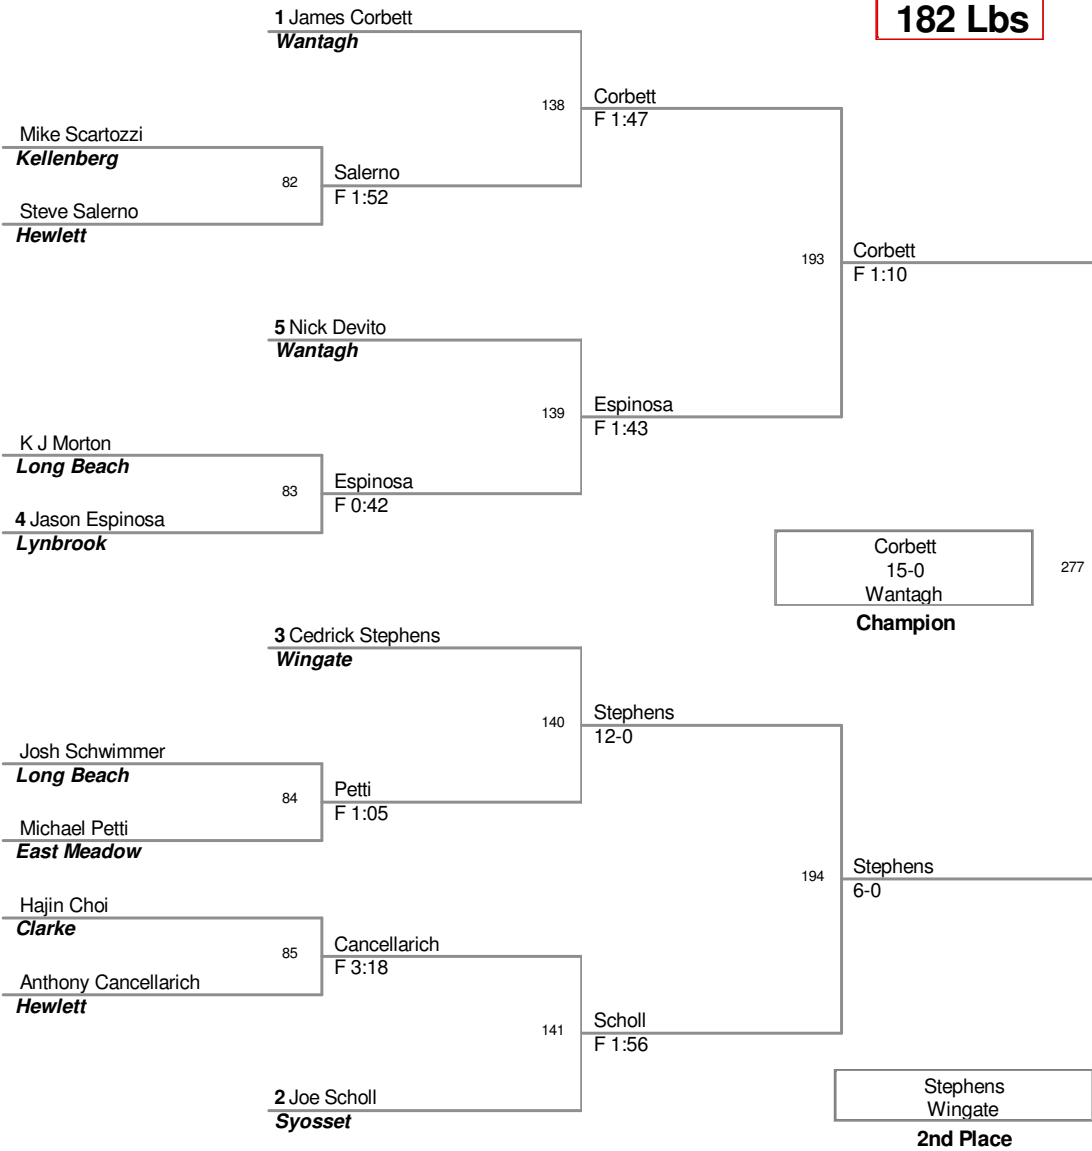 1 James Corbett
182 Lbs
Wantagh
138
Corbett
F 1:47
Mike Scartozzi
Kellenberg
82
Salerno
F 1:52
Steve Salerno
Hewlett
193
Corbett
F 1:10
5 Nick Devito
Wantagh
139
Espinosa
F 1:43
K J Morton
Long Beach
83
Espinosa
F 0:42
4 Jason Espinosa
Lynbrook
Corbett
15-0
Wantagh
277
Champion
3 Cedrick Stephens
Wingate
140
Stephens
12-0
Josh Schwimmer
Long Beach
84
Petti
F 1:05
Michael Petti
East Meadow
194
Stephens
6-0
Hajin Choi
Clarke
85
Cancellarich
F 3:18
Anthony Cancellarich
Hewlett
141
Scholl
F 1:56
2 Joe Scholl
Syosset
Stephens
Wingate
2nd Place